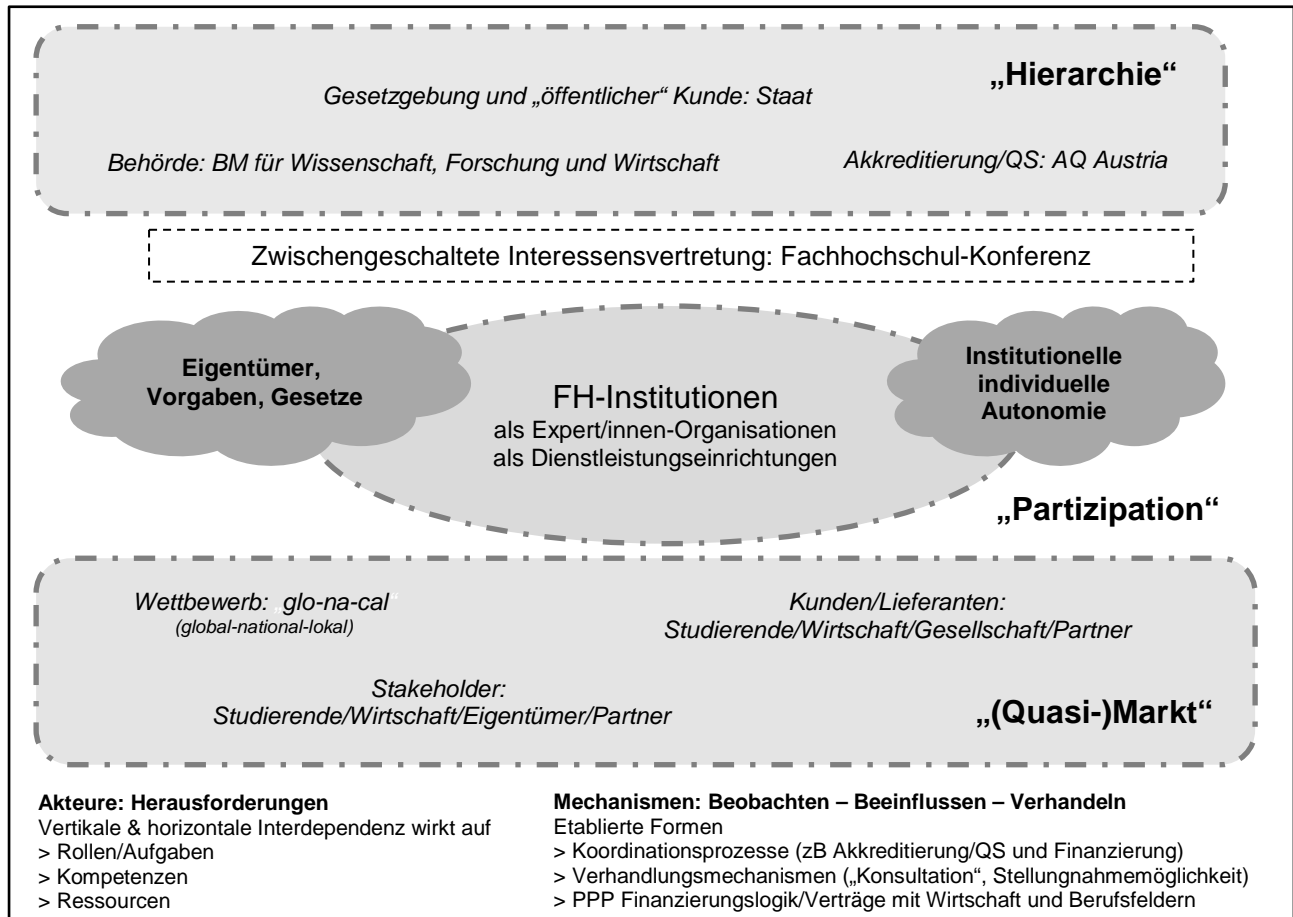 „Hierarchie“
Gesetzgebung und „öffentlicher“ Kunde: Staat
Behörde: BM für Wissenschaft, Forschung und Wirtschaft
Akkreditierung/QS: AQ Austria
Zwischengeschaltete Interessensvertretung: Fachhochschul-Konferenz
Eigentümer,
Vorgaben, Gesetze
FH-Institutionen
als Expert/innen-Organisationen
als Dienstleistungseinrichtungen
Institutionelle
individuelle
Autonomie
„Partizipation“
Wettbewerb: „glo-na-cal“
(global-national-lokal)
Kunden/Lieferanten:
Studierende/Wirtschaft/Gesellschaft/Partner
Stakeholder:
Studierende/Wirtschaft/Eigentümer/Partner
„(Quasi-)Markt“
Akteure: Herausforderungen
Vertikale & horizontale Interdependenz wirkt auf
> Rollen/Aufgaben
> Kompetenzen
> Ressourcen
Mechanismen: Beobachten – Beeinflussen – Verhandeln
Etablierte Formen
> Koordinationsprozesse (zB Akkreditierung/QS und Finanzierung)
> Verhandlungsmechanismen („Konsultation“, Stellungnahmemöglichkeit)
> PPP Finanzierungslogik/Verträge mit Wirtschaft und Berufsfeldern